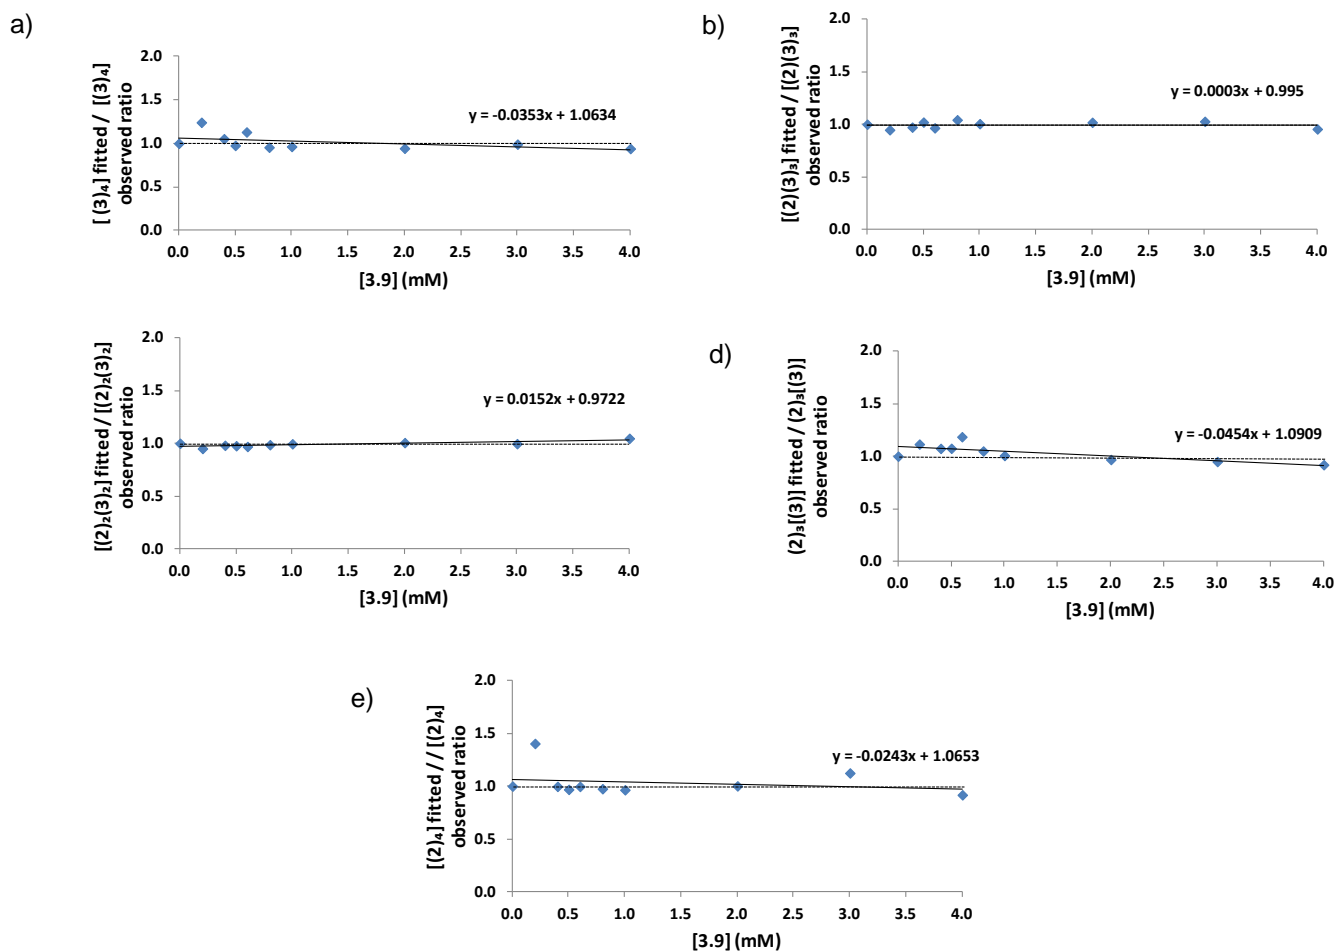 a)
[(3)₄] fitted / [(3)₄]
observed ratio
2.0
1.5
1.0
0.5
0.0
y = -0.0353x + 1.0634
0.0 0.5 1.0 1.5 2.0 2.5 3.0 3.5 4.0
[3.9] (mM)
b)
[(2)(3)₃] fitted / [(2)(3)₃]
observed ratio
2.0
1.5
1.0
0.5
0.0
y = 0.0003x + 0.995
0.0 0.5 1.0 1.5 2.0 2.5 3.0 3.5 4.0
[3.9] (mM)
[(2)₂(3)₂] fitted / [(2)₂(3)₂]
observed ratio
2.0
1.5
1.0
0.5
0.0
y = 0.0152x + 0.9722
0.0 0.5 1.0 1.5 2.0 2.5 3.0 3.5 4.0
[3.9] (mM)
d)
(2)₃[(3)] fitted / (2)₃[(3)]
observed ratio
2.0
1.5
1.0
0.5
0.0
y = -0.0454x + 1.0909
0.0 0.5 1.0 1.5 2.0 2.5 3.0 3.5 4.0
[3.9] (mM)
e)
[(2)₄] fitted / / [(2)₄]
observed ratio
2.0
1.5
1.0
0.5
0.0
y = -0.0243x + 1.0653
0.0 0.5 1.0 1.5 2.0 2.5 3.0 3.5 4.0
[3.9] (mM)